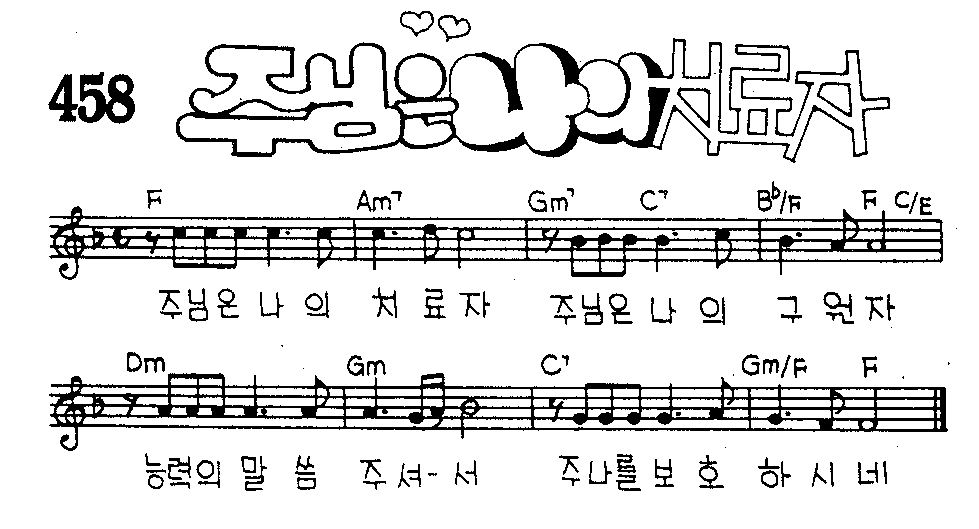 458 주님은 나의 치료자
F Am7 Gm7 C7 B♭/F F C/E
주님은 나의 치료자 주님은 나의 구원자
Dm Gm C7 Gm/F F
능력의 말씀 주셔-서 주나를 보호 하시네